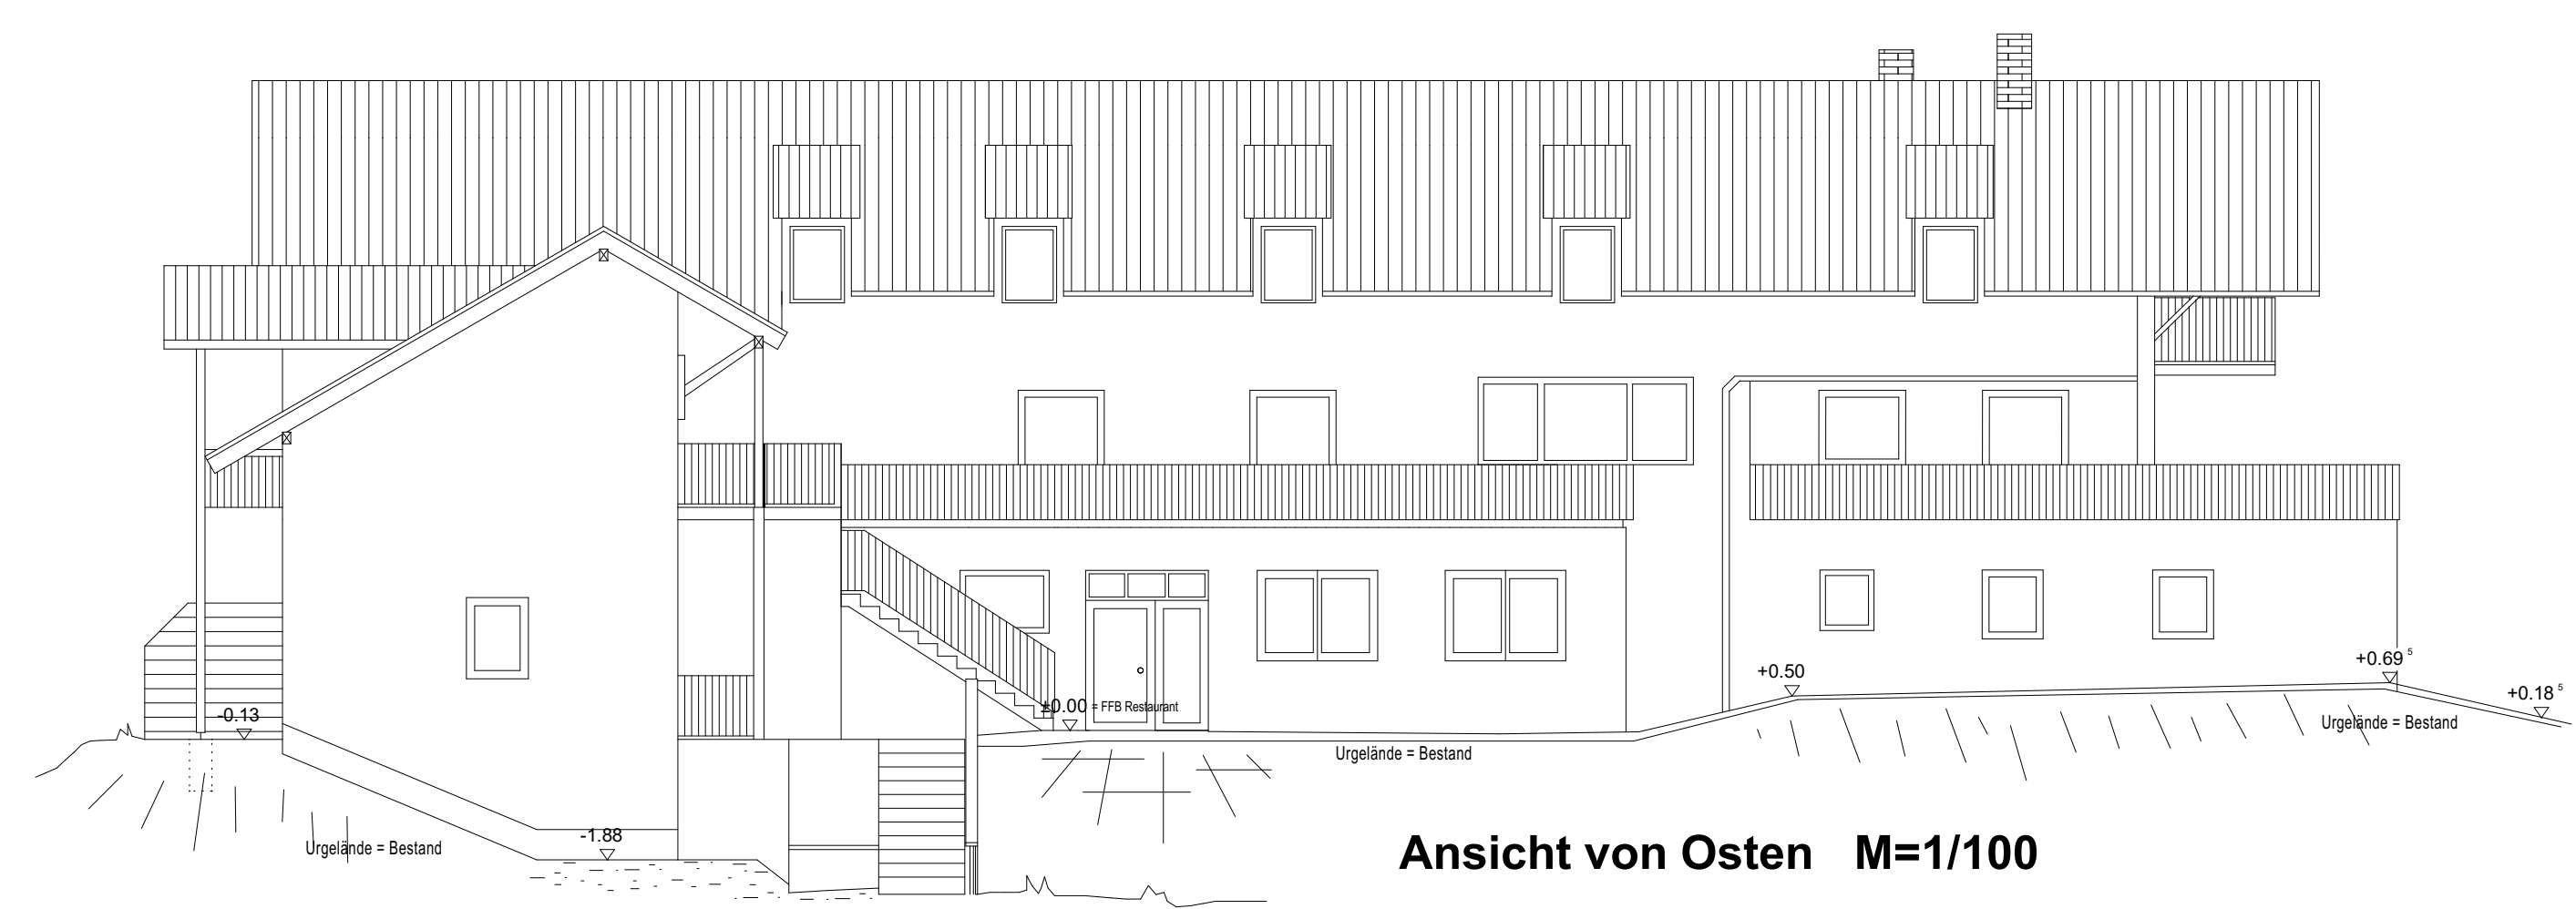 +0.69 5
+0.50
+0.18 5
-0.13
±0.00 = FFB Restaurant
Urgelände = Bestand
Urgelände = Bestand
-1.88
Urgelände = Bestand
Ansicht von Osten M=1/100